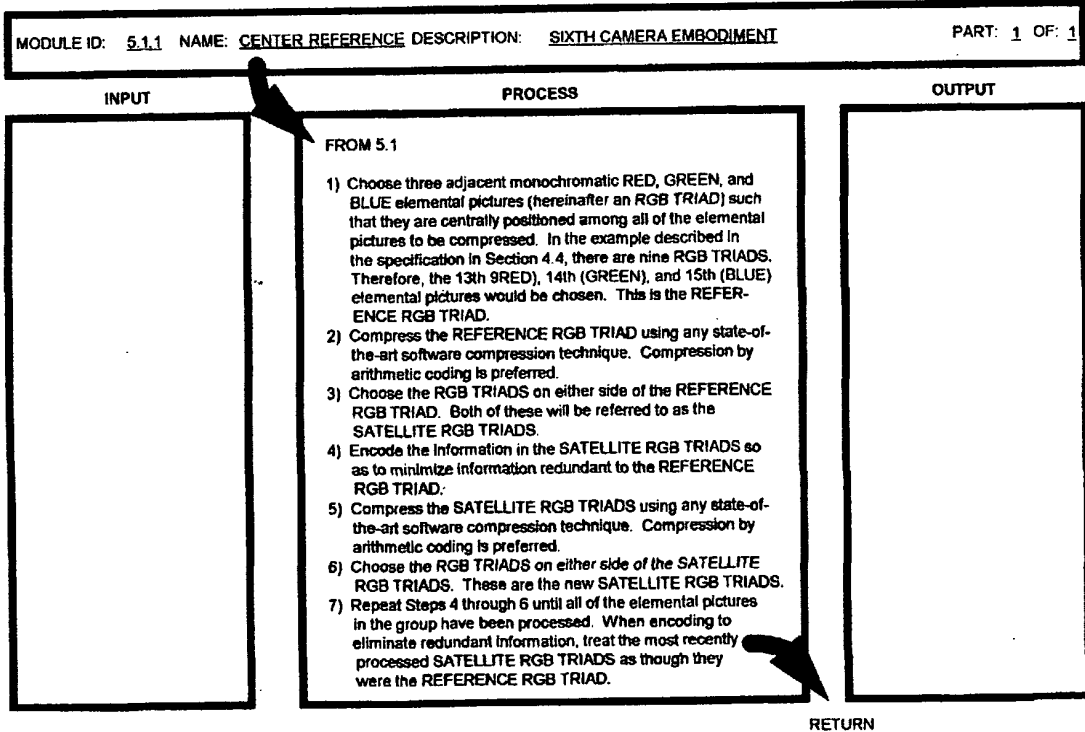 MODULE ID: 5.1.1 NAME: CENTER REFERENCE DESCRIPTION: SIXTH CAMERA EMBODIMENT PART: 1 OF: 1
INPUT
PROCESS
OUTPUT
FROM 5.1
1) Choose three adjacent monochromatic RED, GREEN, and
BLUE elemental pictures (hereinafter an RGB TRIAD) such
that they are centrally positioned among all of the elemental
pictures to be compressed. In the example described in
the specification in Section 4.4, there are nine RGB TRIADS.
Therefore, the 13th 9RED), 14th (GREEN), and 15th (BLUE)
elemental pictures would be chosen. This is the REFER-
ENCE RGB TRIAD.
2) Compress the REFERENCE RGB TRIAD using any state-of-
the-art software compression technique. Compression by
arithmetic coding is preferred.
3) Choose the RGB TRIADS on either side of the REFERENCE
RGB TRIAD. Both of these will be referred to as the
SATELLITE RGB TRIADS.
4) Encode the Information in the SATELLITE RGB TRIADS so
as to minimize information redundant to the REFERENCE
RGB TRIAD.
5) Compress the SATELLITE RGB TRIADS using any state-of-
the-art software compression technique. Compression by
arithmetic coding is preferred.
6) Choose the RGB TRIADS on either side of the SATELLITE
RGB TRIADS. These are the new SATELLITE RGB TRIADS.
7) Repeat Steps 4 through 6 until all of the elemental pictures
in the group have been processed. When encoding to
eliminate redundant information, treat the most recently
processed SATELLITE RGB TRIADS as though they
were the REFERENCE RGB TRIAD.
RETURN